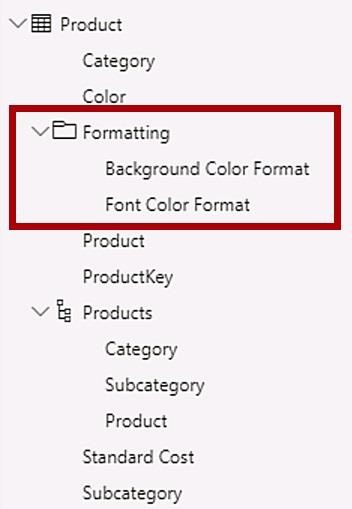 Product
Category
Color
Formatting
Background Color Format
Font Color Format
Product
ProductKey
Products
Category
Subcategory
Product
Standard Cost
Subcategory